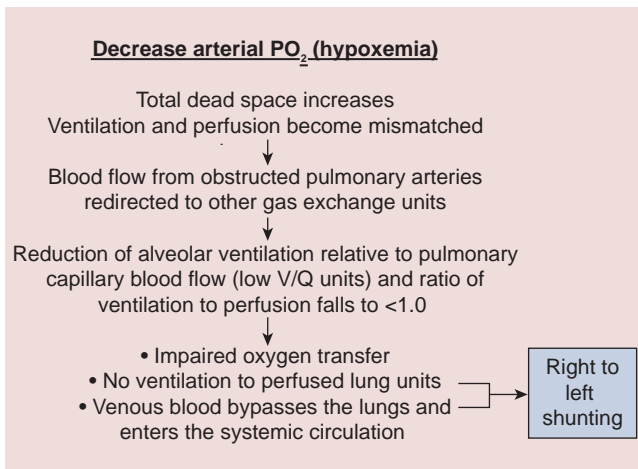 Decrease arterial PO₂ (hypoxemia)
Total dead space increases
Ventilation and perfusion become mismatched
Blood flow from obstructed pulmonary arteries
redirected to other gas exchange units
Reduction of alveolar ventilation relative to pulmonary
capillary blood flow (low V/Q units) and ratio of
ventilation to perfusion falls to <1.0
• Impaired oxygen transfer
• No ventilation to perfused lung units
• Venous blood bypasses the lungs and
enters the systemic circulation
Right to
left
shunting